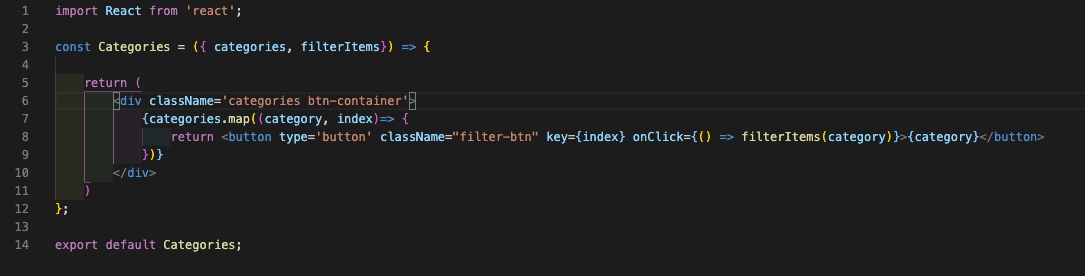 1 import React from 'react';
2
3 const Categories = ({ categories, filterItems}) => {
4
5     return (
6         <div className='categories btn-container'>
7             {categories.map((category, index)=> {
8                 return <button type='button' className="filter-btn" key={index} onClick={() => filterItems(category)}>{category}</button>
9             })}
10         </div>
11     )
12 };
13
14 export default Categories;